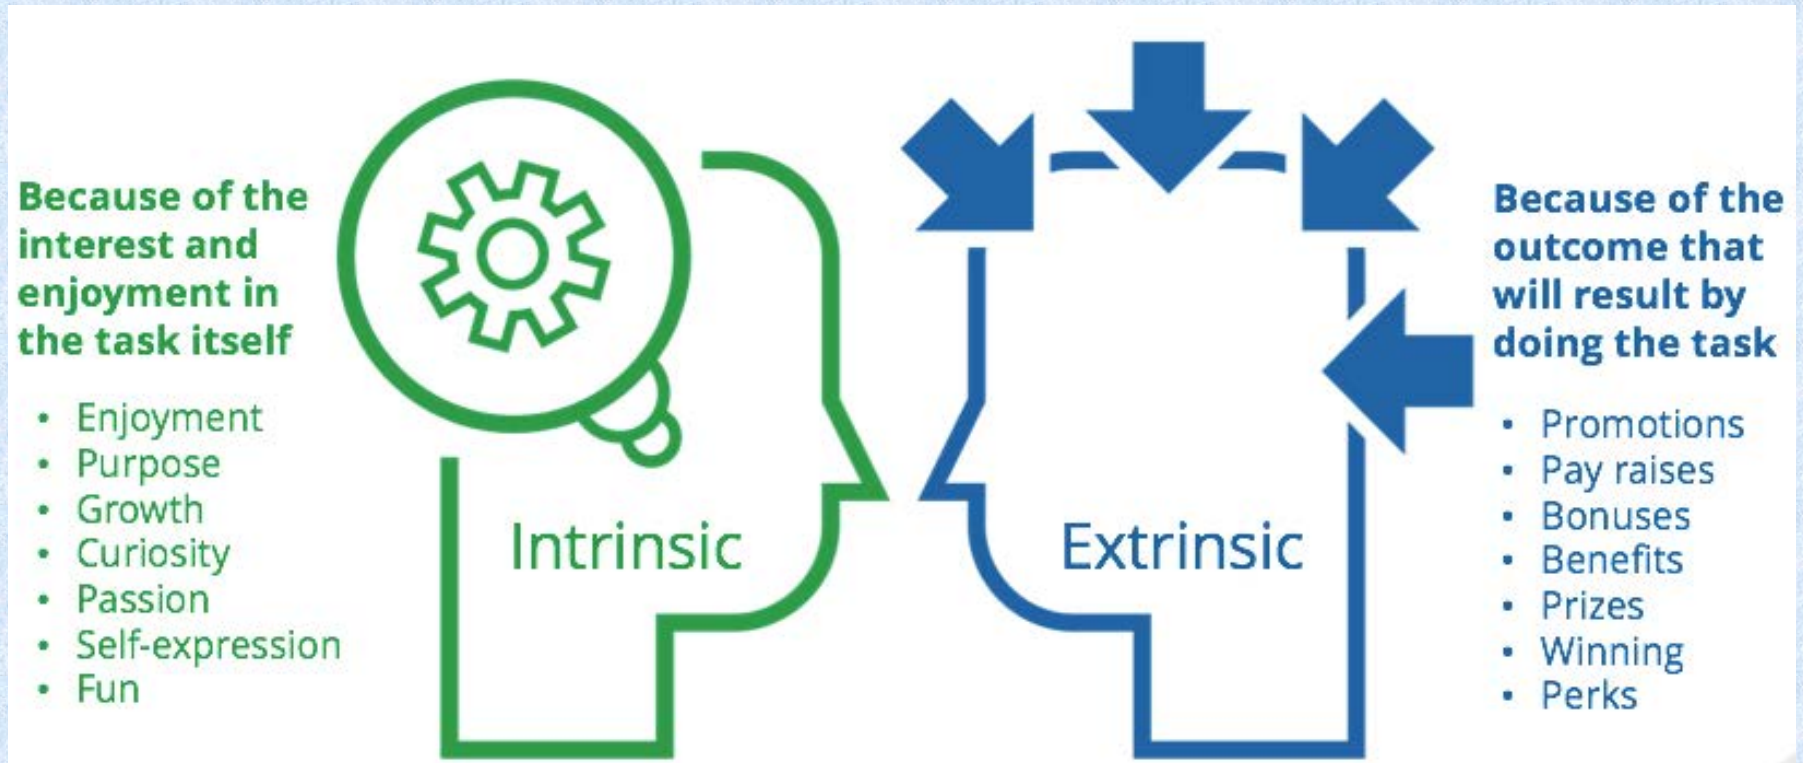 Because of the
interest and
enjoyment in
the task itself
• Enjoyment
• Purpose
• Growth
• Curiosity
• Passion
• Self-expression
• Fun
Intrinsic
Extrinsic
Because of the
outcome that
will result by
doing the task
• Promotions
• Pay raises
• Bonuses
• Benefits
• Prizes
• Winning
• Perks